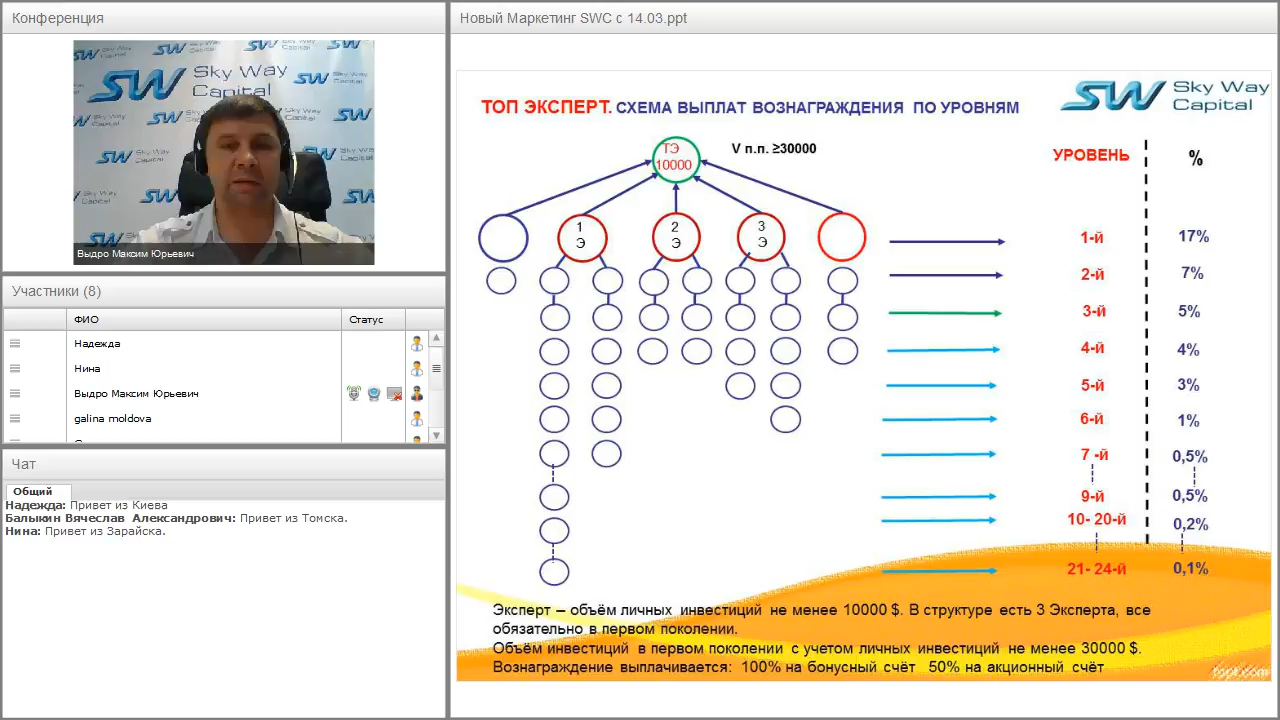 Конференция
Sky Way
Capital
Выдро Максим Юрьевич
Участники (8)
ФИО
Статус
Надежда
Нина
Выдро Максим Юрьевич
galina moldova
Чат
Общий
Надежда: Привет из Киева
Балыкин Вячеслав Александрович: Привет из Томска.
Нина: Привет из Зарайска.
Новый Маркетинг SWC с 14.03.ppt
SW Sky Way
Capital
ТОП ЭКСПЕРТ. СХЕМА ВЫПЛАТ ВОЗНАГРАЖДЕНИЯ ПО УРОВНЯМ
ТЭ
10000
V п.п. ≥30000
УРОВЕНЬ %
1
Э
2
Э
3
Э
1-й 17%
2-й 7%
3-й 5%
4-й 4%
5-й 3%
6-й 1%
7 -й 0,5%
9-й 0,5%
10- 20-й 0,2%
21- 24-й 0,1%
Эксперт – объём личных инвестиций не менее 10000 $. В структуре есть 3 Эксперта, все
обязательно в первом поколении.
Объём инвестиций в первом поколении с учетом личных инвестиций не менее 30000 $.
Вознаграждение выплачивается: 100% на бонусный счёт 50% на акционный счёт
fppt.com